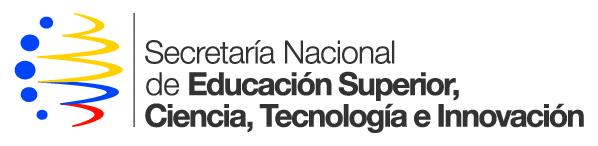 Secretaría Nacional
de Educación Superior,
Ciencia, Tecnología e Innovación